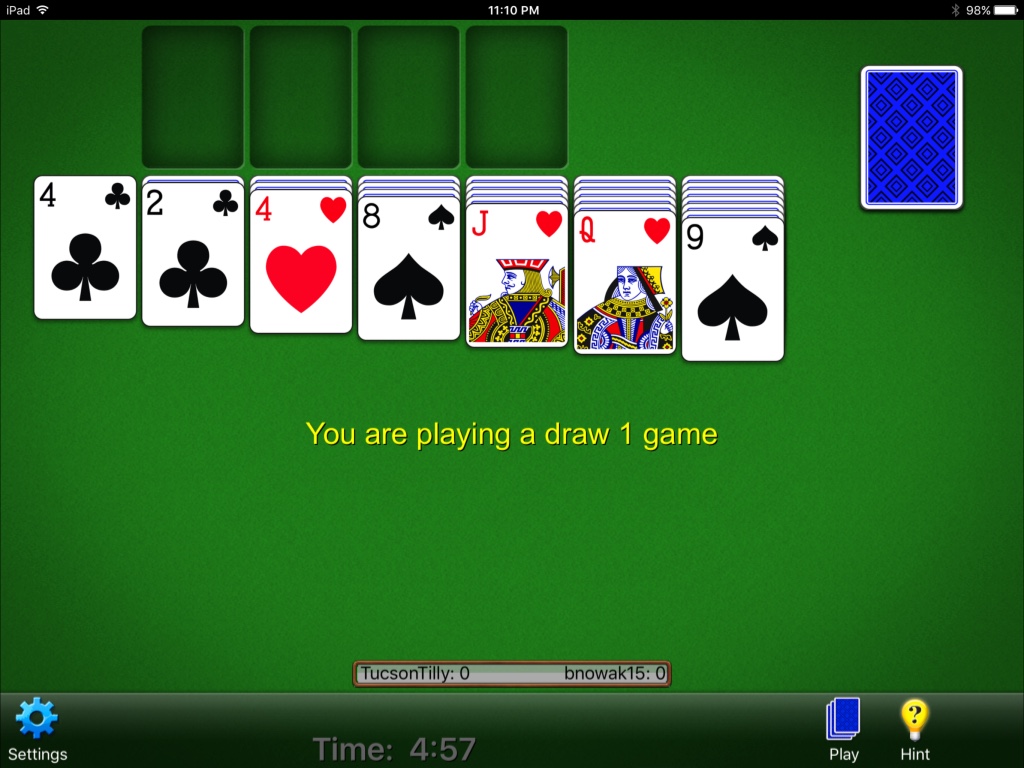 iPad 11:10 PM 98%
4 2 4 8 J Q 9
You are playing a draw 1 game
TucsonTilly: 0 bnowak15: 0
Settings Time: 4:57 Play ? Hint